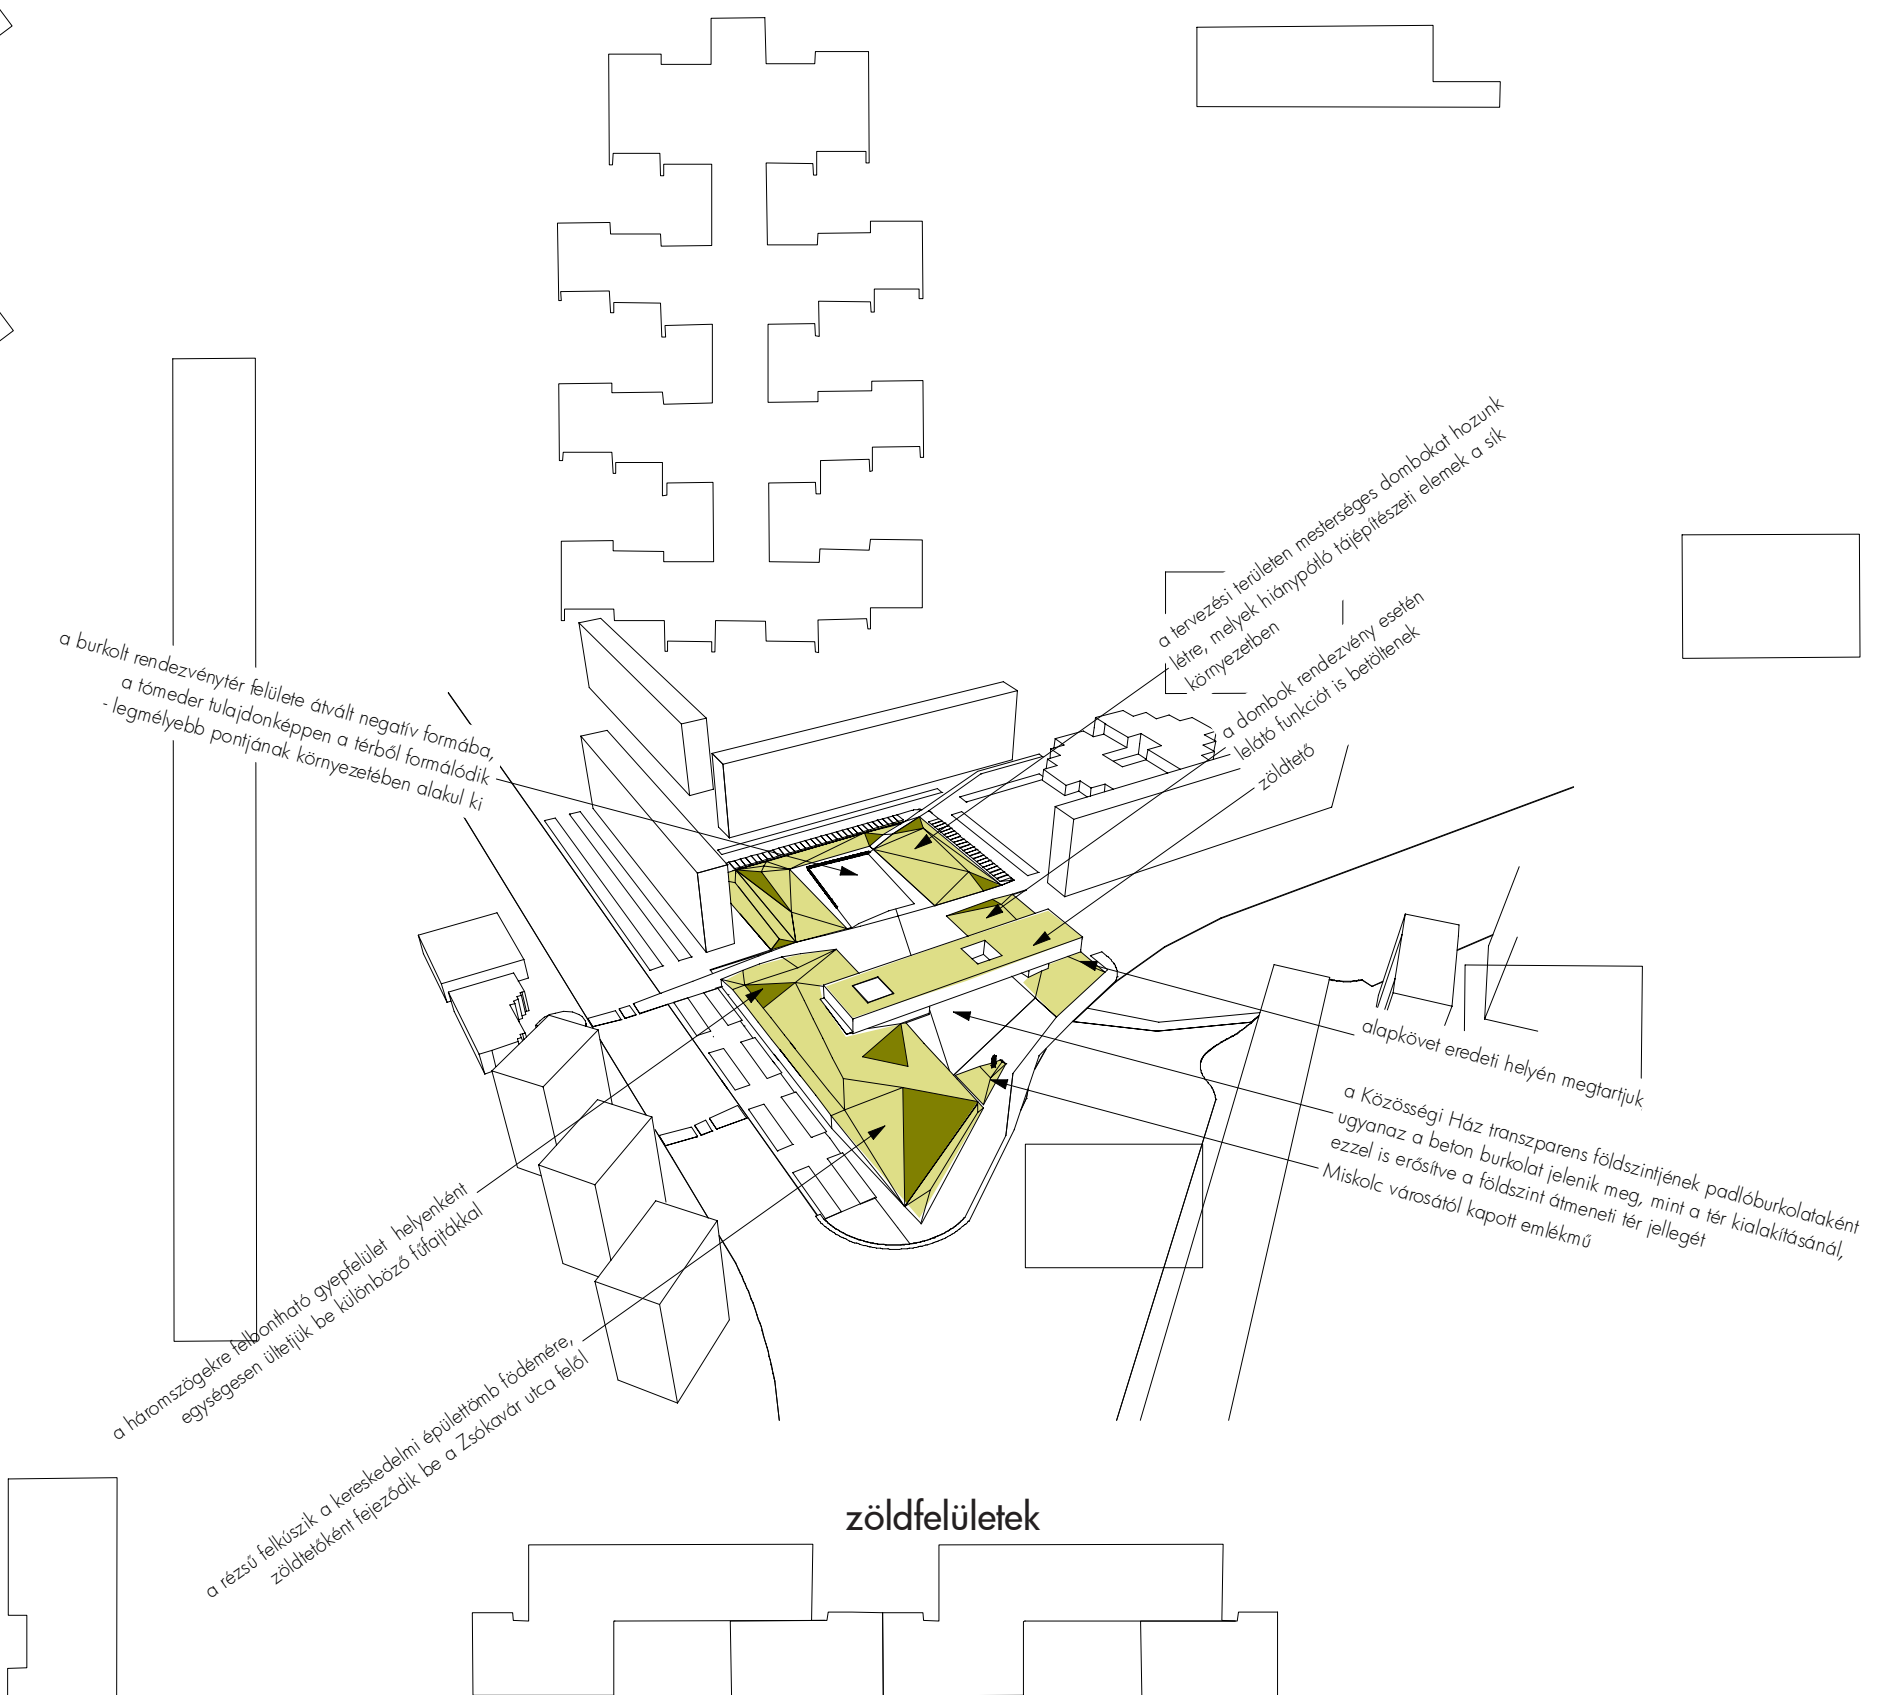 a tervezési területen mesterséges dombokat hozunk
létre, melyek hiánypótló tájépítészeti elemek a sík
környezetben
a dombok rendezvény esetén
lelátó funkciót is betöltenek
zöldtető
a burkolt rendezvénytér felülete átvált negatív formába,
a tómeder tulajdonképpen a térből formálódik
- legmélyebb pontjának környezetében alakul ki
alapkövet eredeti helyén megtartjuk
a Közösségi Ház transzparens földszintjének padlóburkolataként
ugyanaz a beton burkolat jelenik meg, mint a tér kialakításánál,
ezzel is erősítve a földszint átmeneti tér jellegét
Miskolc városától kapott emlékmű
a háromszögekre felbontható gyepfelület helyenként
egységesen ültetjük be különböző fűfajtákkal
a rézsű felkúszik a kereskedelmi épülettömb födémére,
zöldtetőként fejeződik be a Zsókavár utca felől
zöldfelületek